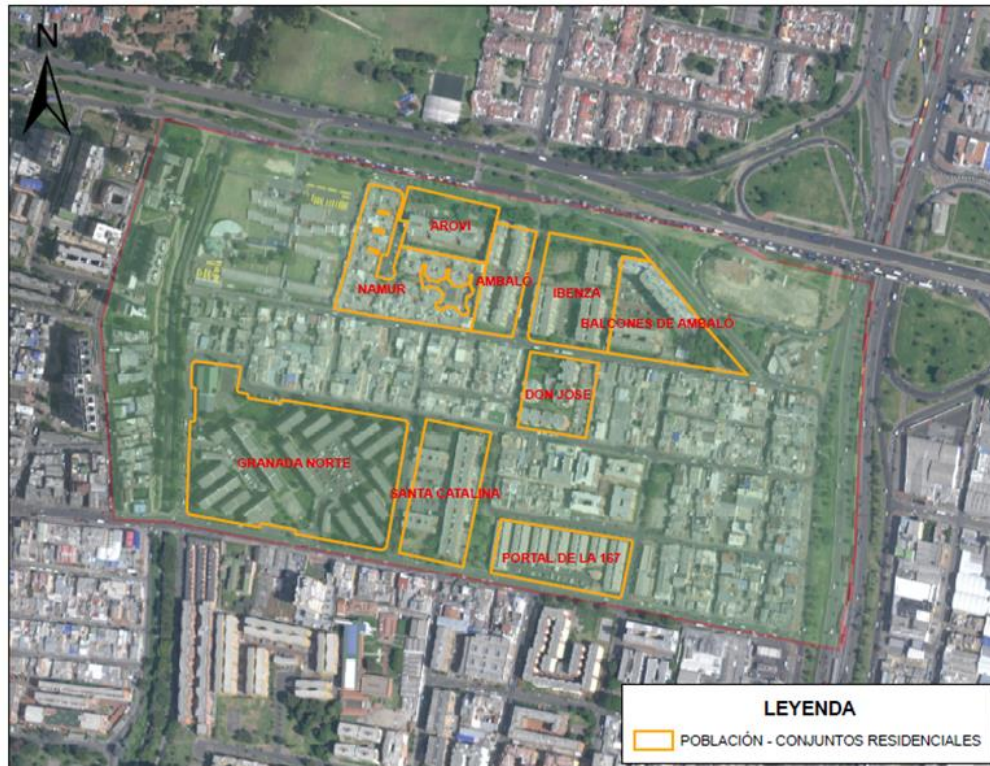 N
AROVI
NAMUR
AMBALÓ
IBENZA
BALCONES DE AMBALÓ
DON JOSE
GRANADA NORTE
SANTA CATALINA
PORTAL DE LA 167
LEYENDA
POBLACIÓN - CONJUNTOS RESIDENCIALES